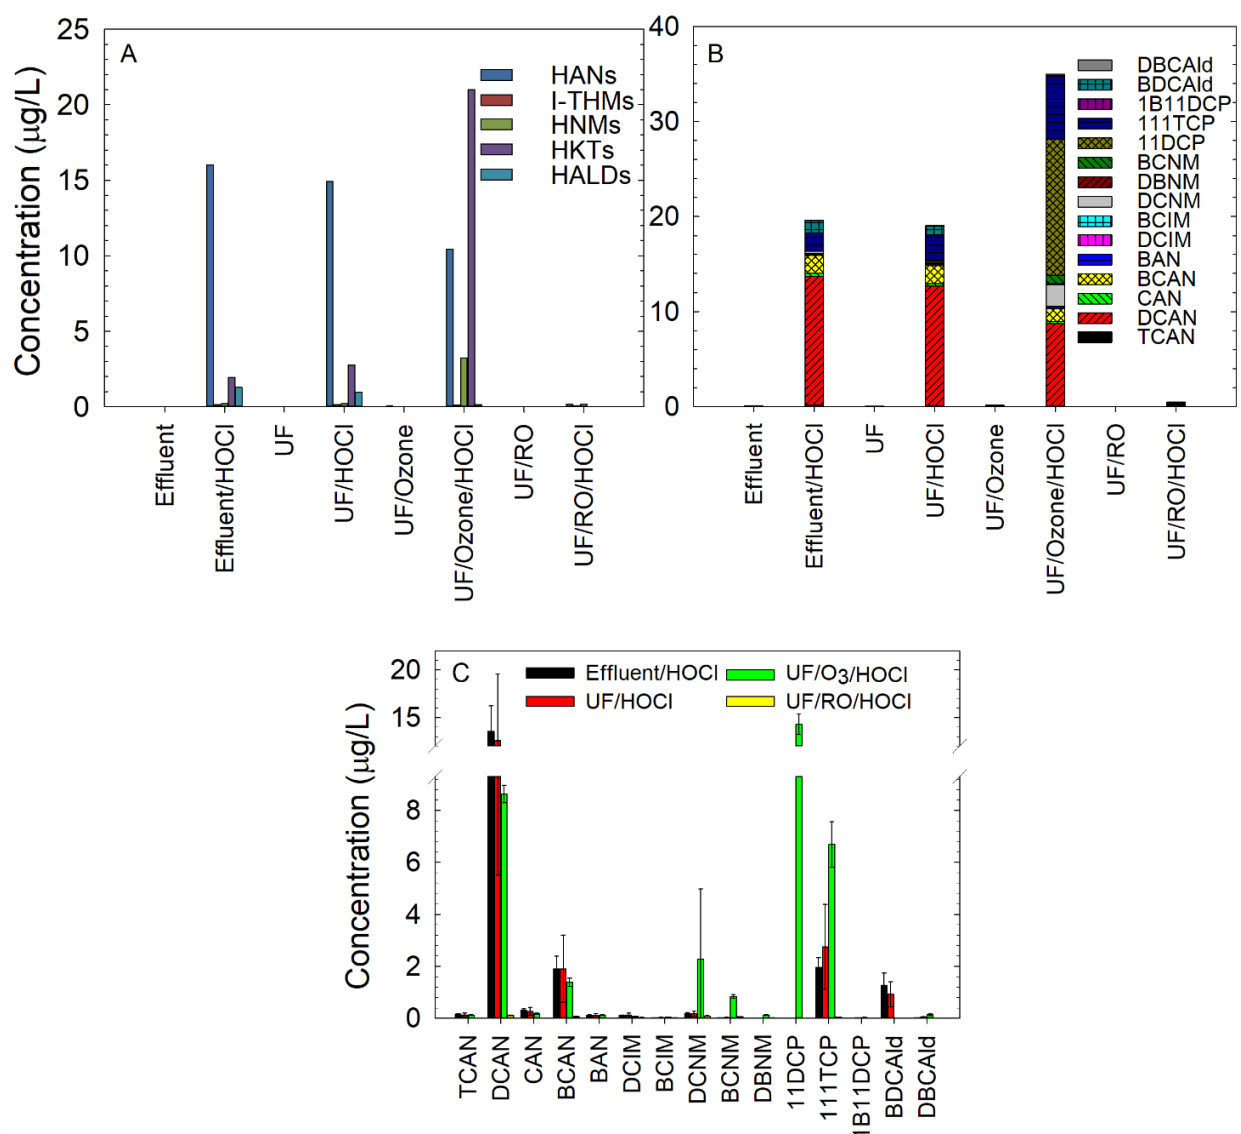 A
Concentration (μg/L)
25
20
15
10
5
0
HANs
I-THMs
HNMs
HKTs
HALDs
Effluent
Effluent/HOCl
UF
UF/HOCl
UF/Ozone
UF/Ozone/HOCl
UF/RO
UF/RO/HOCl
B
40
30
20
10
0
DBCAld
BDCAld
1B11DCP
111TCP
11DCP
BCNM
DBNM
DCNM
BCIM
DCIM
BAN
BCAN
CAN
DCAN
TCAN
Effluent
Effluent/HOCl
UF
UF/HOCl
UF/Ozone
UF/Ozone/HOCl
UF/RO
UF/RO/HOCl
C
Concentration (μg/L)
20
15
8
6
4
2
0
Effluent/HOCl
UF/HOCl
UF/O3/HOCl
UF/RO/HOCl
TCAN
DCAN
CAN
BCAN
BAN
DCIM
BCIM
DCNM
BCNM
DBNM
11DCP
111TCP
1B11DCP
BDCAld
DBCAld